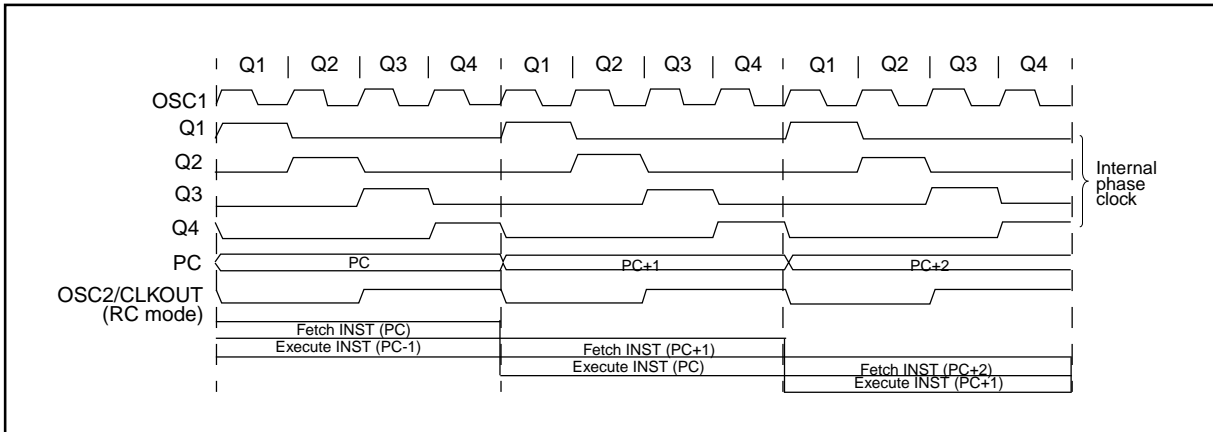 Q1 Q2 Q3 Q4 Q1 Q2 Q3 Q4 Q1 Q2 Q3 Q4
OSC1
Q1
Q2
Q3
Q4
Internal
phase
clock
PC PC PC+1 PC+2
OSC2/CLKOUT
(RC mode)
Fetch INST (PC)
Execute INST (PC-1) Fetch INST (PC+1)
Execute INST (PC) Fetch INST (PC+2)
Execute INST (PC+1)